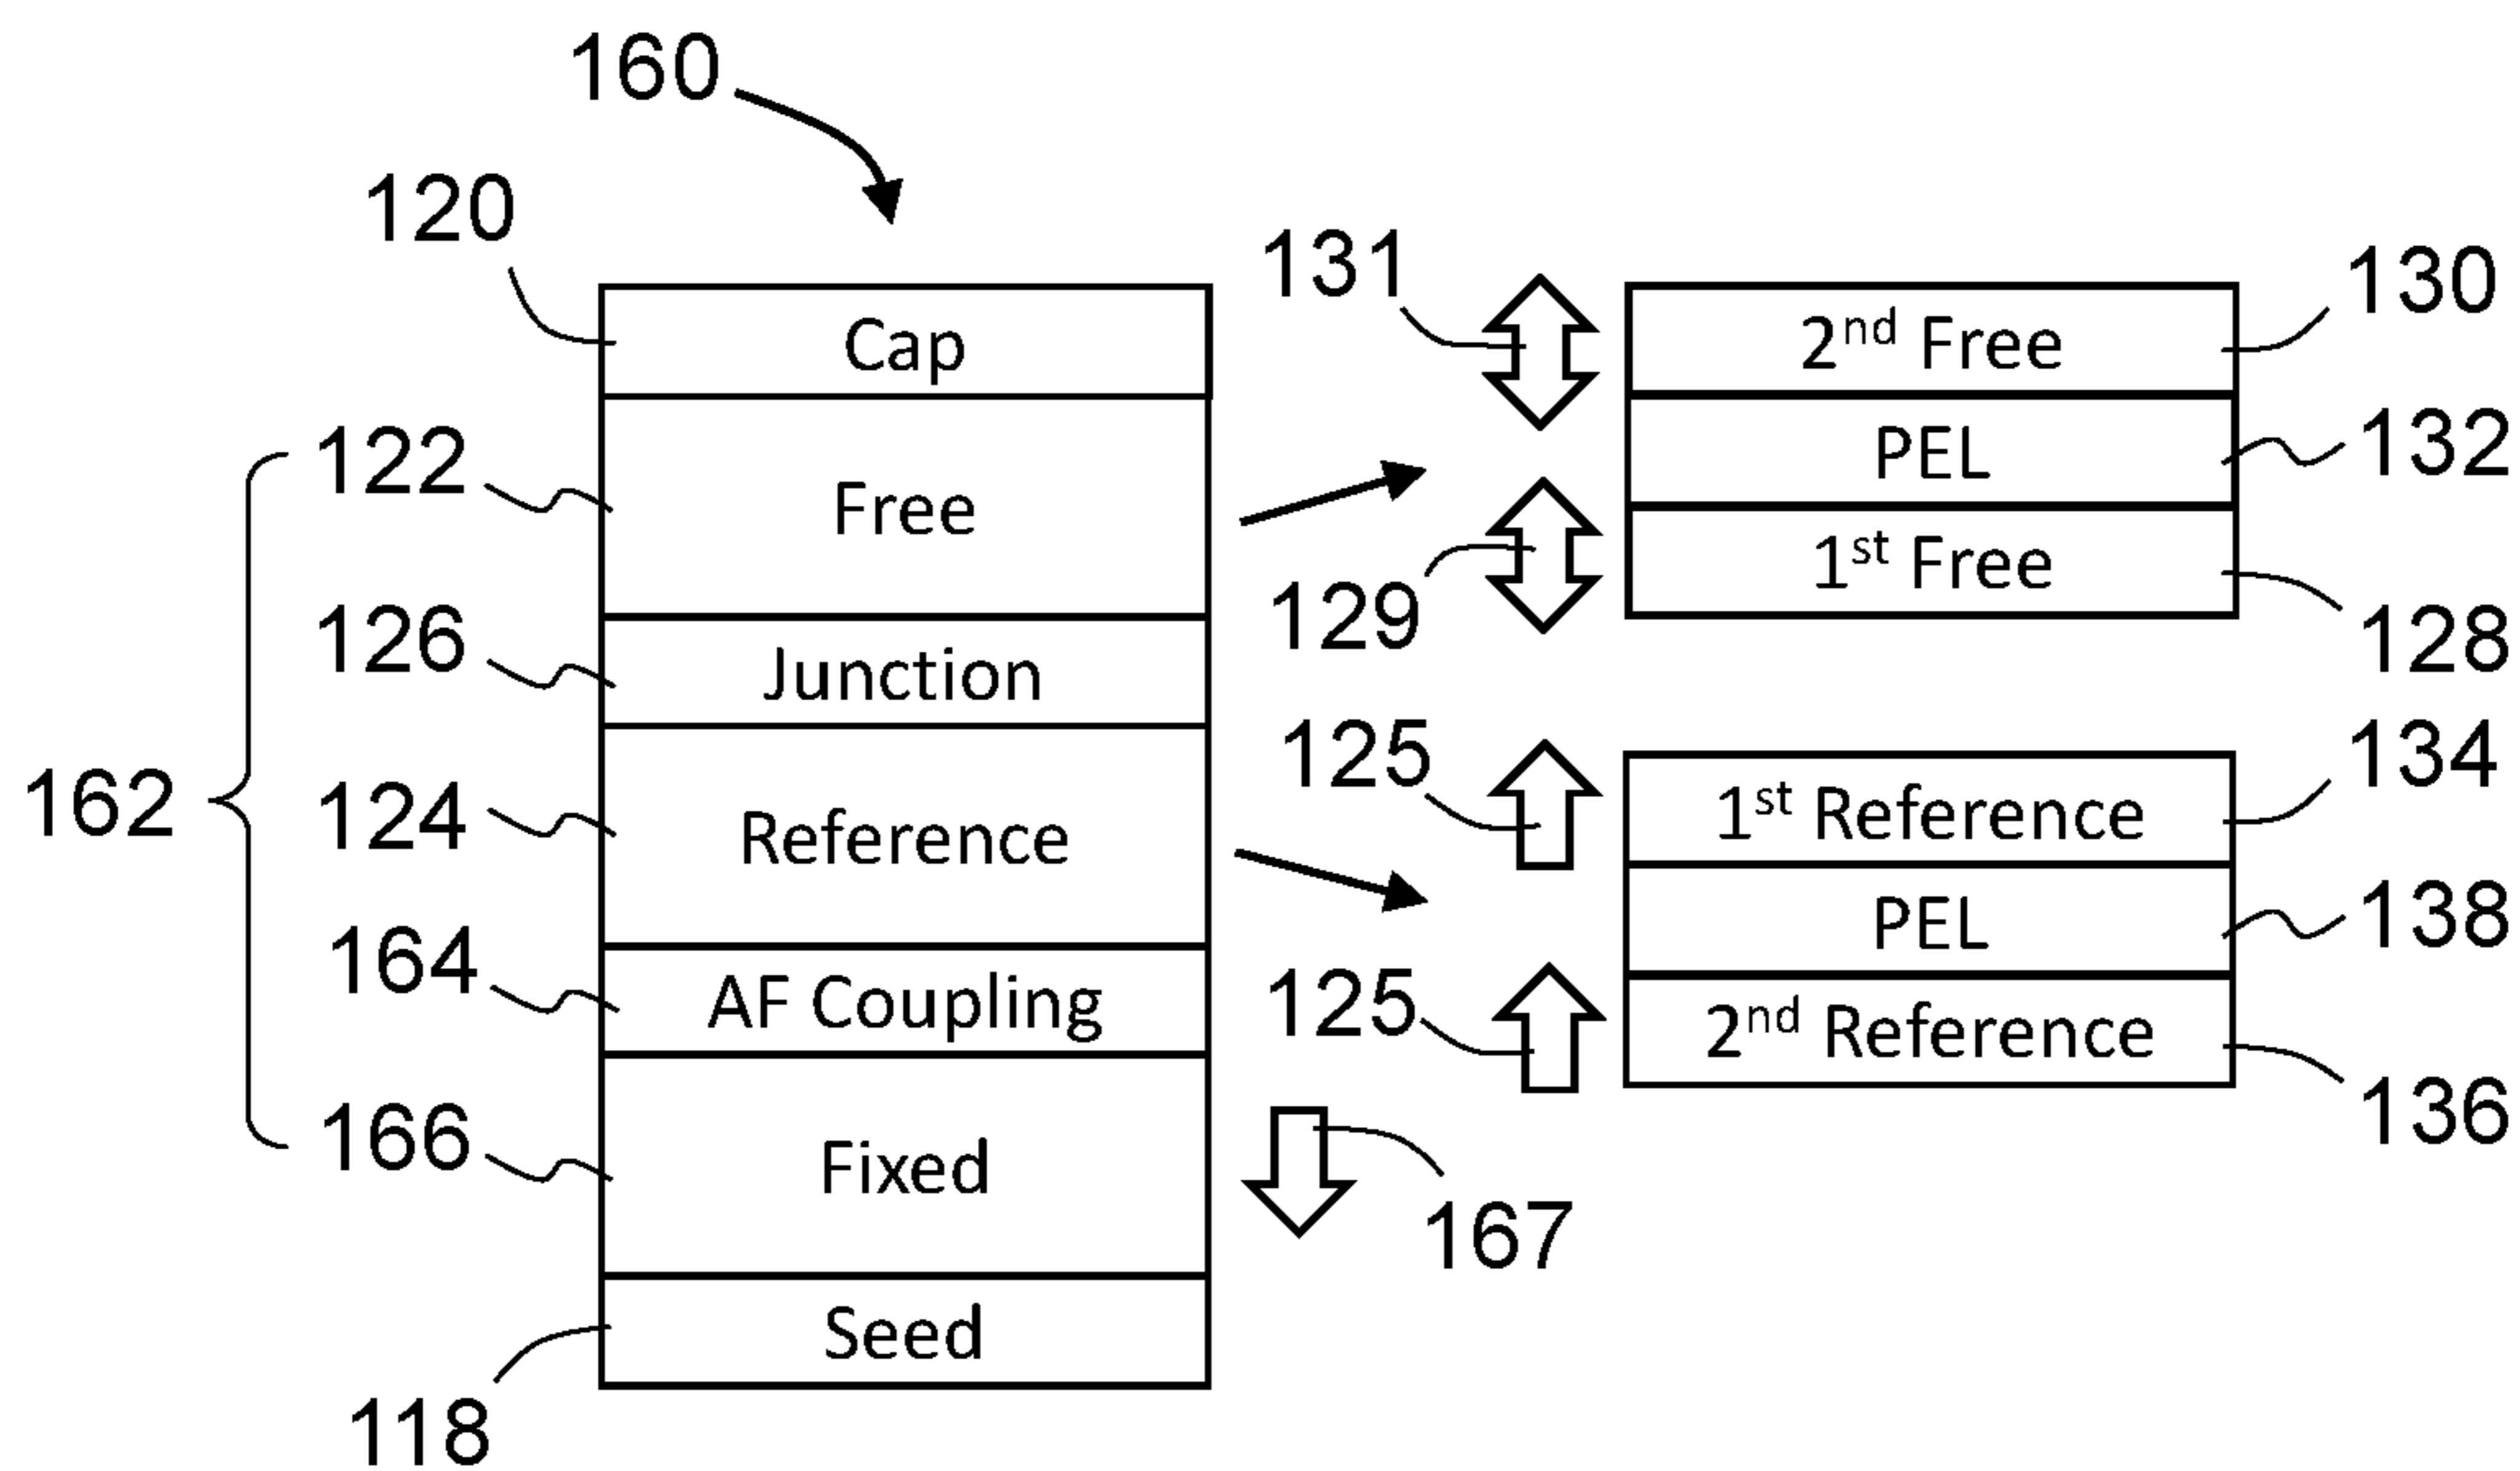 160
120
131
130
Cap
2nd Free
122
Free
PEL
132
129
1st Free
128
126
Junction
162
124
Reference
125
1st Reference
134
164
AF Coupling
PEL
138
125
2nd Reference
136
166
Fixed
167
118
Seed